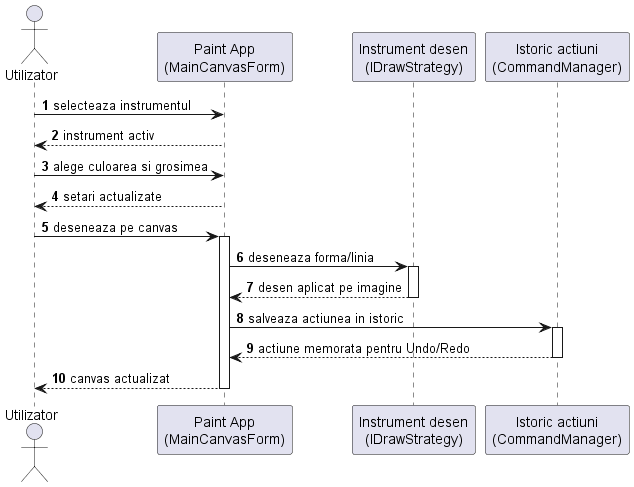 Utilizator
Paint App
(MainCanvasForm)
Instrument desen
(IDrawStrategy)
Istoric actiuni
(CommandManager)
1 selecteaza instrumentul
2 instrument activ
3 alege culoarea si grosimea
4 setari actualizate
5 deseneaza pe canvas
6 deseneaza forma/linia
7 desen aplicat pe imagine
8 salveaza actiunea in istoric
9 actiune memorata pentru Undo/Redo
10 canvas actualizat
Utilizator
Paint App
(MainCanvasForm)
Instrument desen
(IDrawStrategy)
Istoric actiuni
(CommandManager)